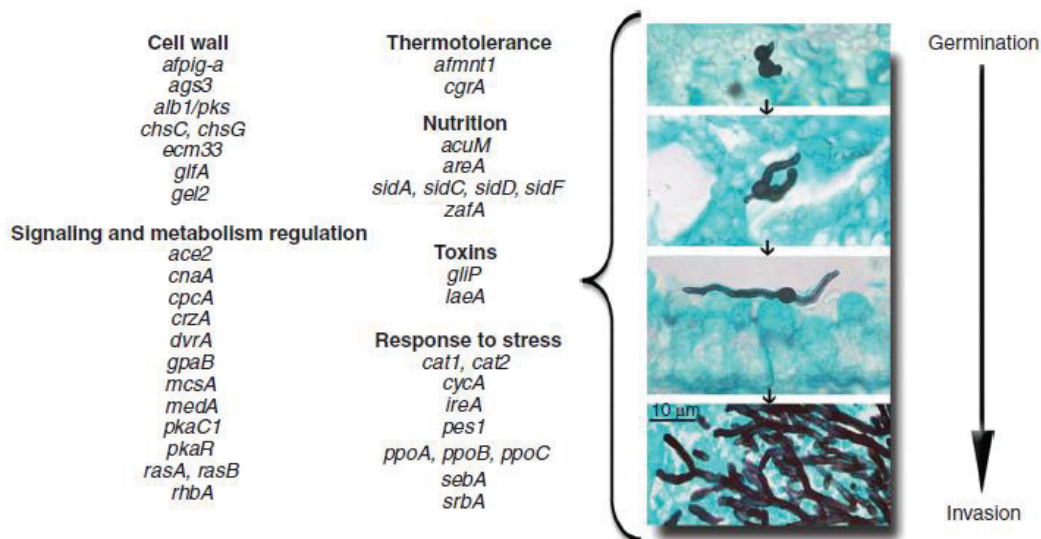 Cell wall
afpig-a
ags3
alb1/pks
chsC, chsG
ecm33
glfA
gel2
Signaling and metabolism regulation
ace2
cnaA
cpcA
crzA
dvrA
gpaB
mcsA
medA
pkaC1
pkaR
rasA, rasB
rhbA
Thermotolerance
afmnt1
cgrA
Nutrition
acuM
areA
sidA, sidC, sidD, sidF
zafA
Toxins
gliP
laeA
Response to stress
cat1, cat2
cycA
ireA
pes1
ppoA, ppoB, ppoC
sebA
srbA
10 µm
Germination
Invasion